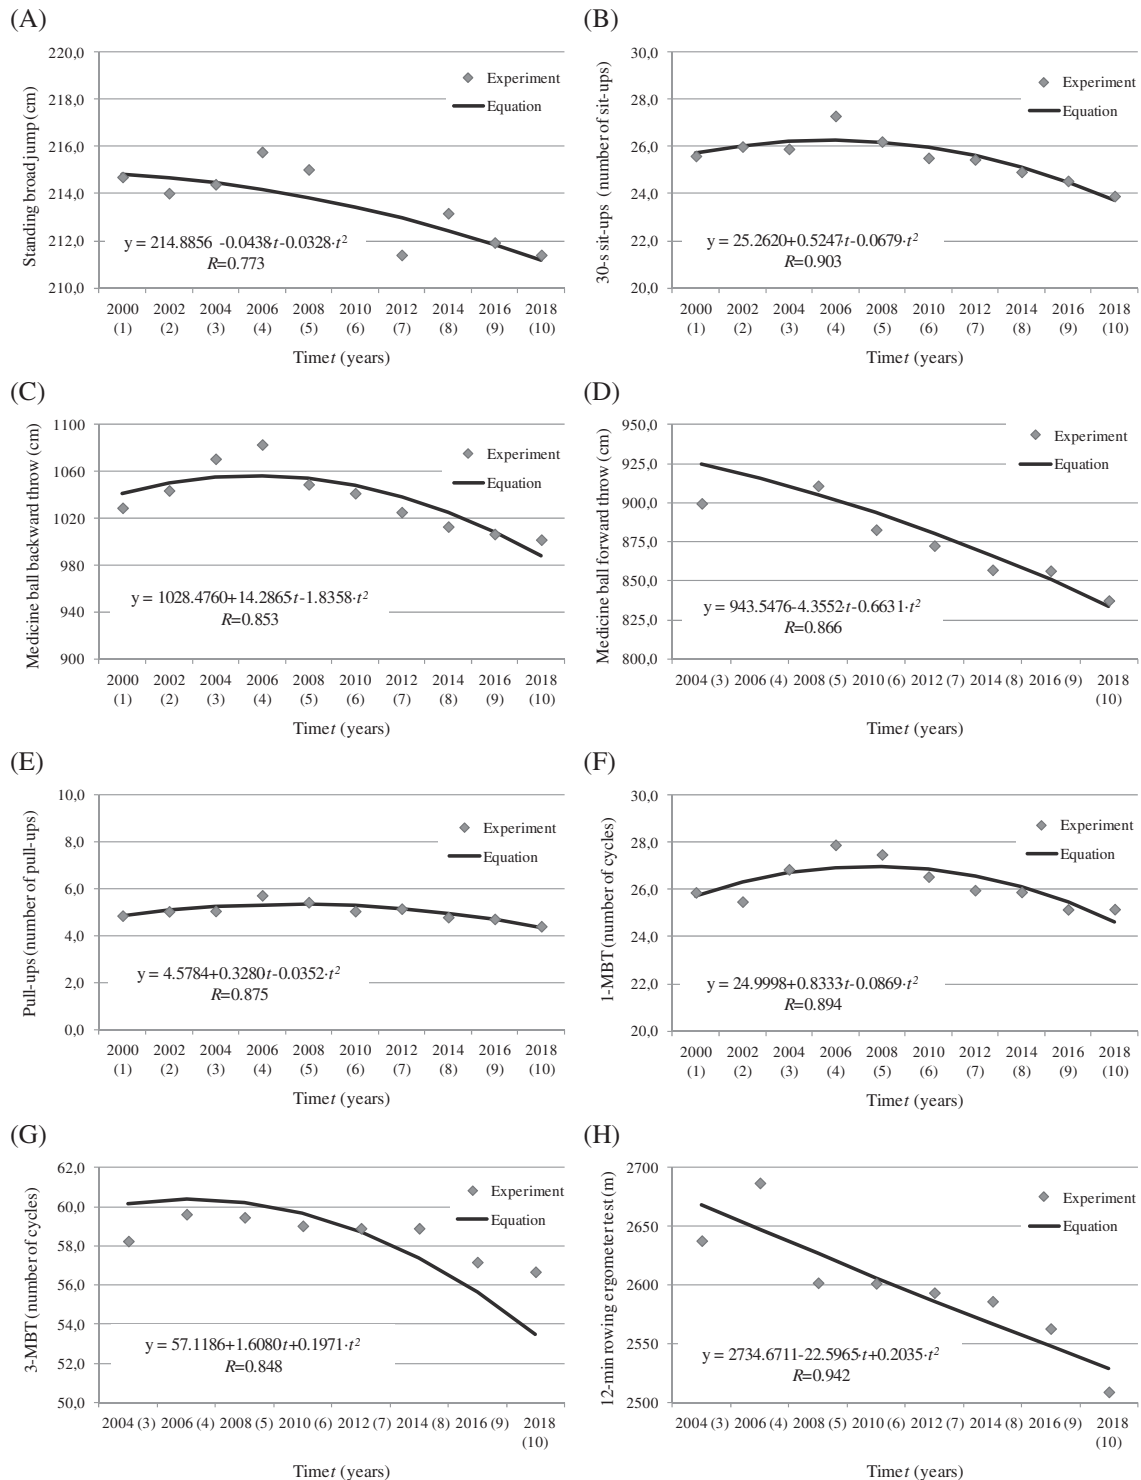 (A)
Standing broad jump (cm)
220,0
218,0
216,0
214,0
212,0
210,0
Experiment
Equation
y = 214.8856 -0.0438·t-0.0328·t²
R=0.773
2000 2002 2004 2006 2008 2010 2012 2014 2016 2018
(1) (2) (3) (4) (5) (6) (7) (8) (9) (10)
Time t (years)
(B)
30-s sit-ups (number of sit-ups)
30,0
28,0
26,0
24,0
22,0
20,0
Experiment
Equation
y = 25.2620+0.5247·t-0.0679·t²
R=0.903
2000 2002 2004 2006 2008 2010 2012 2014 2016 2018
(1) (2) (3) (4) (5) (6) (7) (8) (9) (10)
Time t (years)
(C)
Medicine ball backward throw (cm)
1100
1060
1020
980
940
900
Experiment
Equation
y = 1028.4760+14.2865·t-1.8358·t²
R=0.853
2000 2002 2004 2006 2008 2010 2012 2014 2016 2018
(1) (2) (3) (4) (5) (6) (7) (8) (9) (10)
Time t (years)
(D)
Medicine ball forward throw (cm)
950,0
925,0
900,0
875,0
850,0
825,0
800,0
Experiment
Equation
y = 943.5476-4.3552·t-0.6631·t²
R=0.866
2004 (3) 2006 (4) 2008 (5) 2010 (6) 2012 (7) 2014 (8) 2016 (9) 2018
(10)
Time t (years)
(E)
Pull-ups (number of pull-ups)
10,0
8,0
6,0
4,0
2,0
0,0
Experiment
Equation
y = 4.5784+0.3280·t-0.0352·t²
R=0.875
2000 2002 2004 2006 2008 2010 2012 2014 2016 2018
(1) (2) (3) (4) (5) (6) (7) (8) (9) (10)
Time t (years)
(F)
1-MBT (number of cycles)
30,0
28,0
26,0
24,0
22,0
20,0
Experiment
Equation
y = 24.9998+0.8333·t-0.0869·t²
R=0.894
2000 2002 2004 2006 2008 2010 2012 2014 2016 2018
(1) (2) (3) (4) (5) (6) (7) (8) (9) (10)
Time t (years)
(G)
3-MBT (number of cycles)
62,0
60,0
58,0
56,0
54,0
52,0
50,0
Experiment
Equation
y = 57.1186+1.6080·t+0.1971·t²
R=0.848
2004 (3) 2006 (4) 2008 (5) 2010 (6) 2012 (7) 2014 (8) 2016 (9) 2018
(10)
Time t (years)
(H)
12-min rowing ergometer test (m)
2700
2650
2600
2550
2500
Experiment
Equation
y = 2734.6711-22.5965·t+0.2035·t²
R=0.942
2004 (3) 2006 (4) 2008 (5) 2010 (6) 2012 (7) 2014 (8) 2016 (9) 2018
(10)
Time t (years)